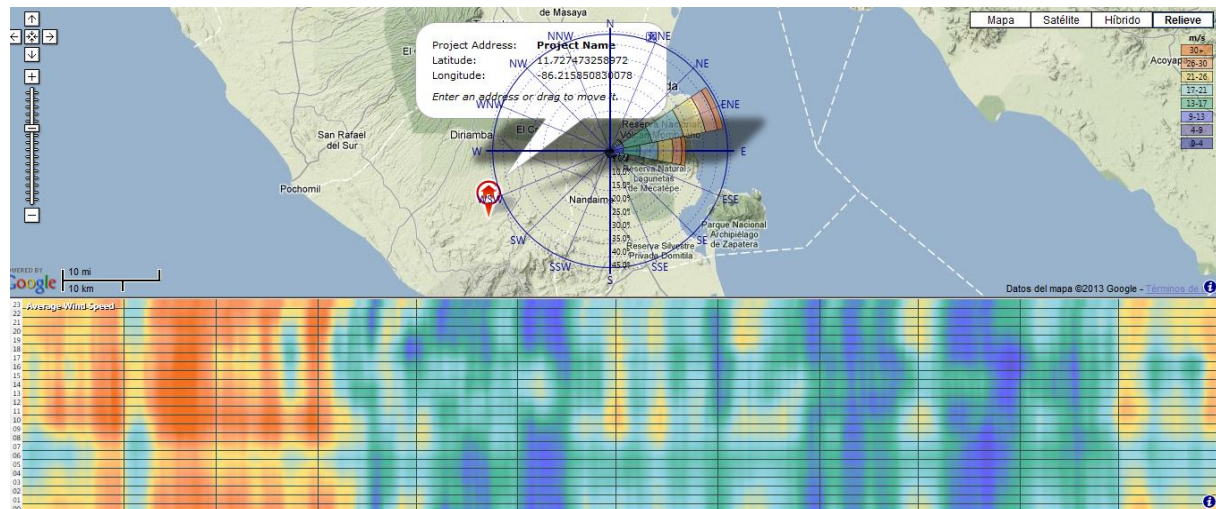 de Masaya
Mapa
Satélite
Híbrido
Relieve
m/s
30+
26-30
21-26
17-21
13-17
9-13
4-9
0-4
Project Address: Project Name
Latitude: 11.727473258972
Longitude: -86.215850830078
Enter an address or drag to move it.
N
NNE
NE
ENE
E
ESE
SE
SSE
S
SSW
SW
WSW
W
WNW
NW
NNW
San Rafael
del Sur
Diriamba
Pochomil
Nandaime
Reserva Natural
Lagunetas
de Mecatepe
Parque Nacional
Archipiélago
de Zapatera
Reserva Silvestre
Privada Domitila
POWERED BY
Google
10 mi
10 km
Datos del mapa ©2013 Google -
Average Wind Speed
23
22
21
20
19
18
17
16
15
14
13
12
11
10
09
08
07
06
05
04
03
02
01